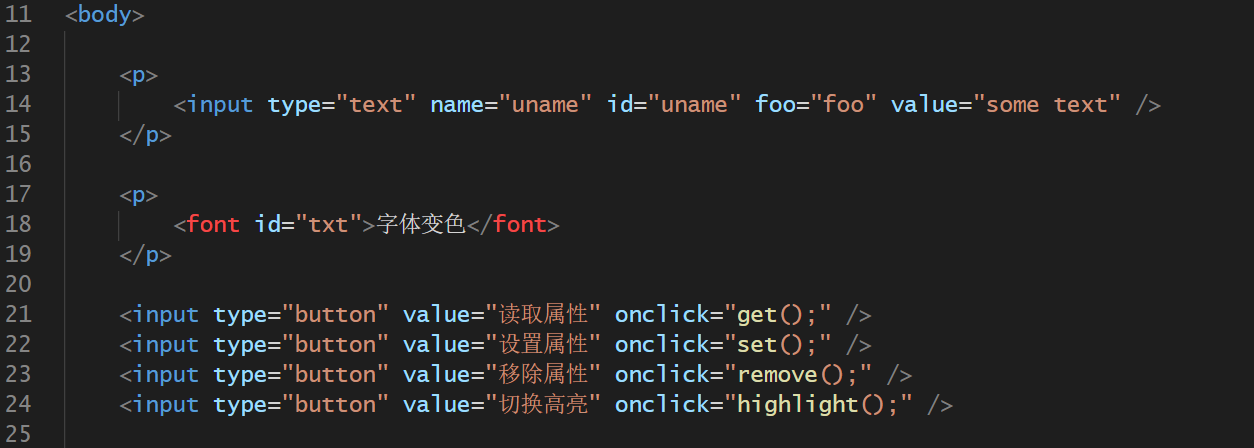 11 <body>
12
13 <p>
14 <input type="text" name="uname" id="uname" foo="foo" value="some text" />
15 </p>
16
17 <p>
18 <font id="txt">字体变色</font>
19 </p>
20
21 <input type="button" value="读取属性" onclick="get();" />
22 <input type="button" value="设置属性" onclick="set();" />
23 <input type="button" value="移除属性" onclick="remove();" />
24 <input type="button" value="切换高亮" onclick="highlight();" />
25